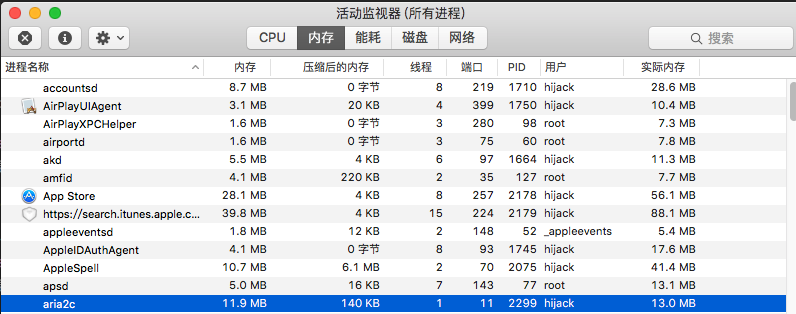 活动监视器 (所有进程)
CPU 内存 能耗 磁盘 网络 搜索
进程名称 内存 压缩后的内存 线程 端口 PID 用户 实际内存
accountsd 8.7 MB 0 字节 8 219 1710 hijack 28.6 MB
AirPlayUIAgent 3.1 MB 20 KB 4 399 1750 hijack 10.4 MB
AirPlayXPCHelper 1.6 MB 0 字节 3 280 98 root 7.3 MB
airportd 1.6 MB 0 字节 3 75 60 root 7.8 MB
akd 5.5 MB 4 KB 6 97 1664 hijack 11.3 MB
amfid 4.1 MB 220 KB 2 35 127 root 7.7 MB
App Store 28.1 MB 4 KB 8 257 2178 hijack 56.1 MB
https://search.itunes.apple.c... 39.8 MB 4 KB 15 224 2179 hijack 88.1 MB
appleeventsd 1.8 MB 12 KB 2 148 52 _appleevents 5.4 MB
AppleIDAuthAgent 4.1 MB 0 字节 8 93 1745 hijack 17.6 MB
AppleSpell 10.7 MB 6.1 MB 2 70 2075 hijack 41.4 MB
apsd 5.0 MB 16 KB 7 143 77 root 13.1 MB
aria2c 11.9 MB 140 KB 1 11 2299 hijack 13.0 MB